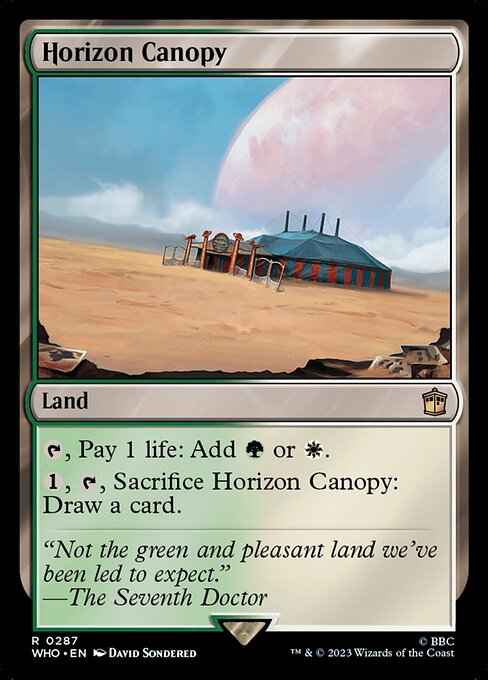 Horizon Canopy
Land
, Pay 1 life: Add or .
1, , Sacrifice Horizon Canopy:
Draw a card.
“Not the green and pleasant land we’ve
been led to expect.”
—The Seventh Doctor
R 0287
WHO • EN DAVID SONDERED
© BBC
™ & © 2023 Wizards of the Coast